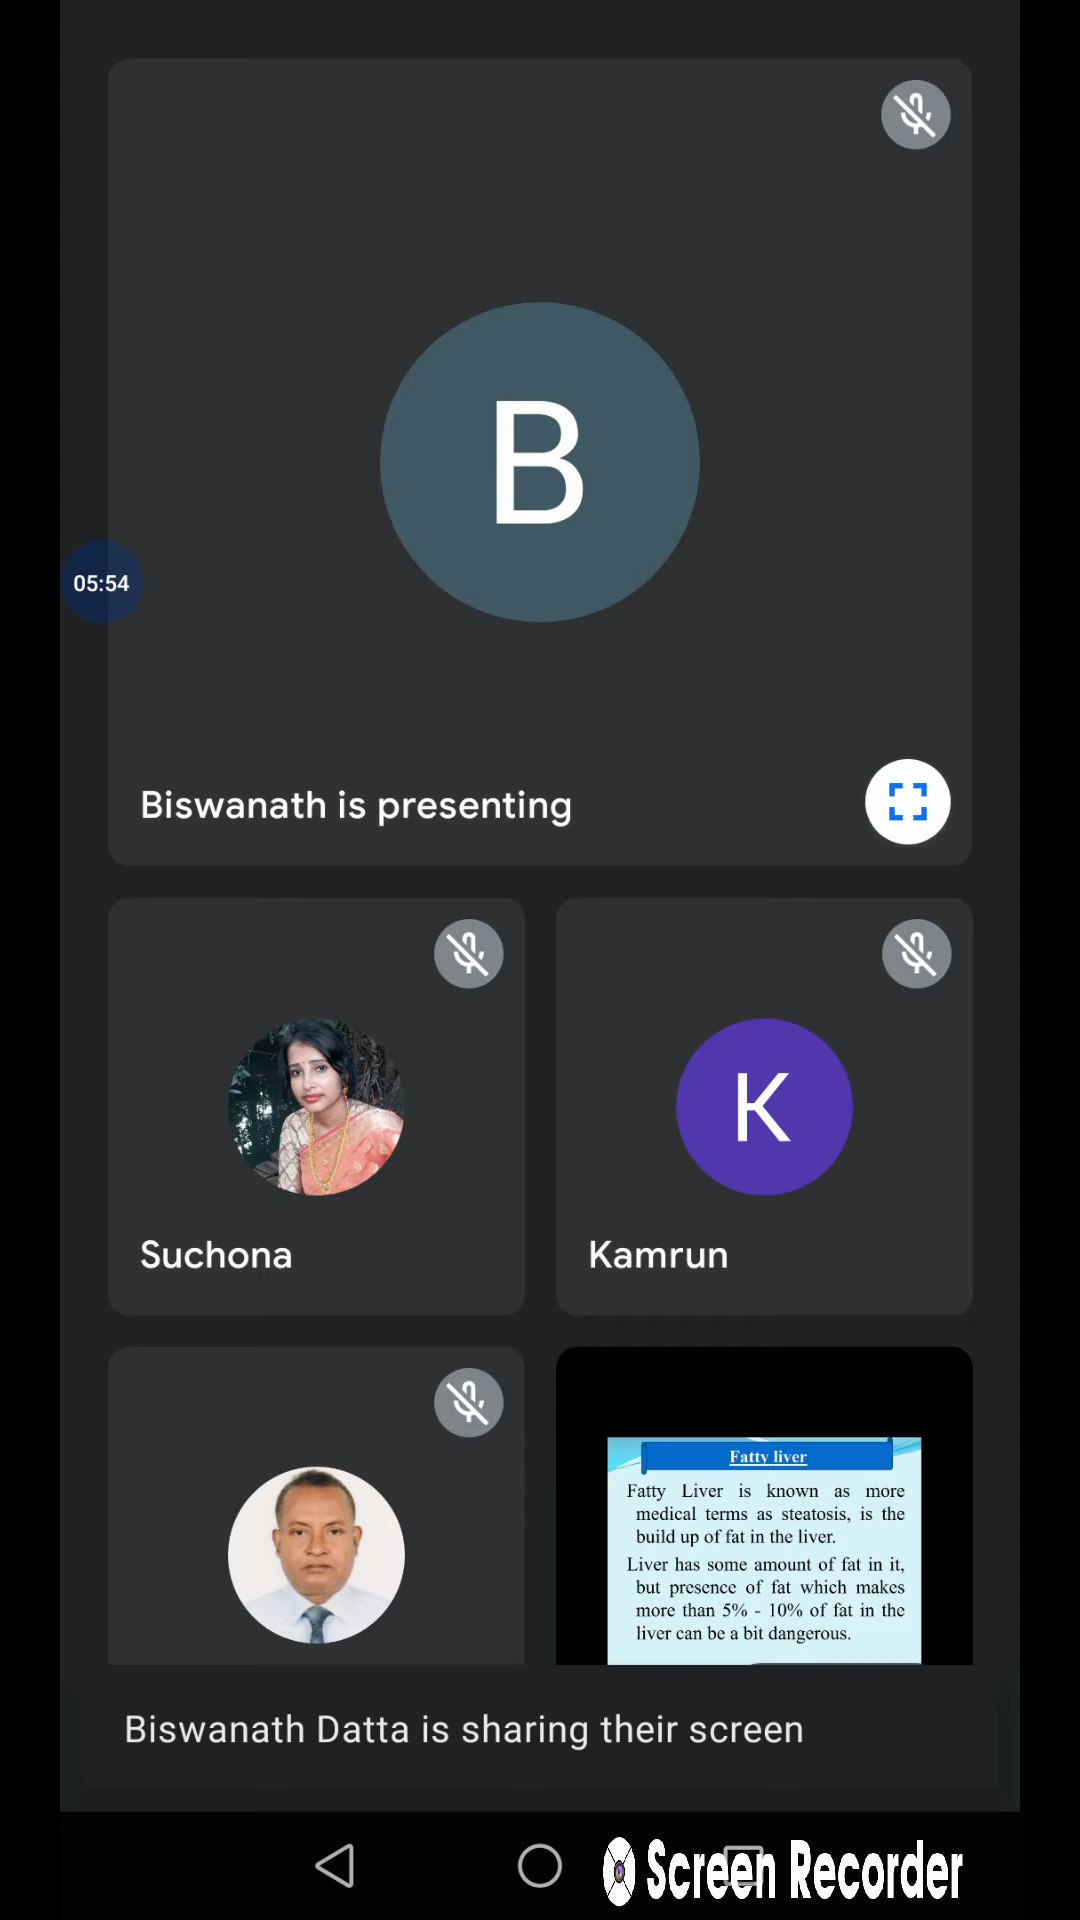 B
05:54
Biswanath is presenting
K
Suchona
Kamrun
Fatty liver
Fatty Liver is known as more
medical terms as steatosis, is the
build up of fat in the liver.
Liver has some amount of fat in it,
but presence of fat which makes
more than 5% - 10% of fat in the
liver can be a bit dangerous.
Biswanath Datta is sharing their screen
Screen Recorder